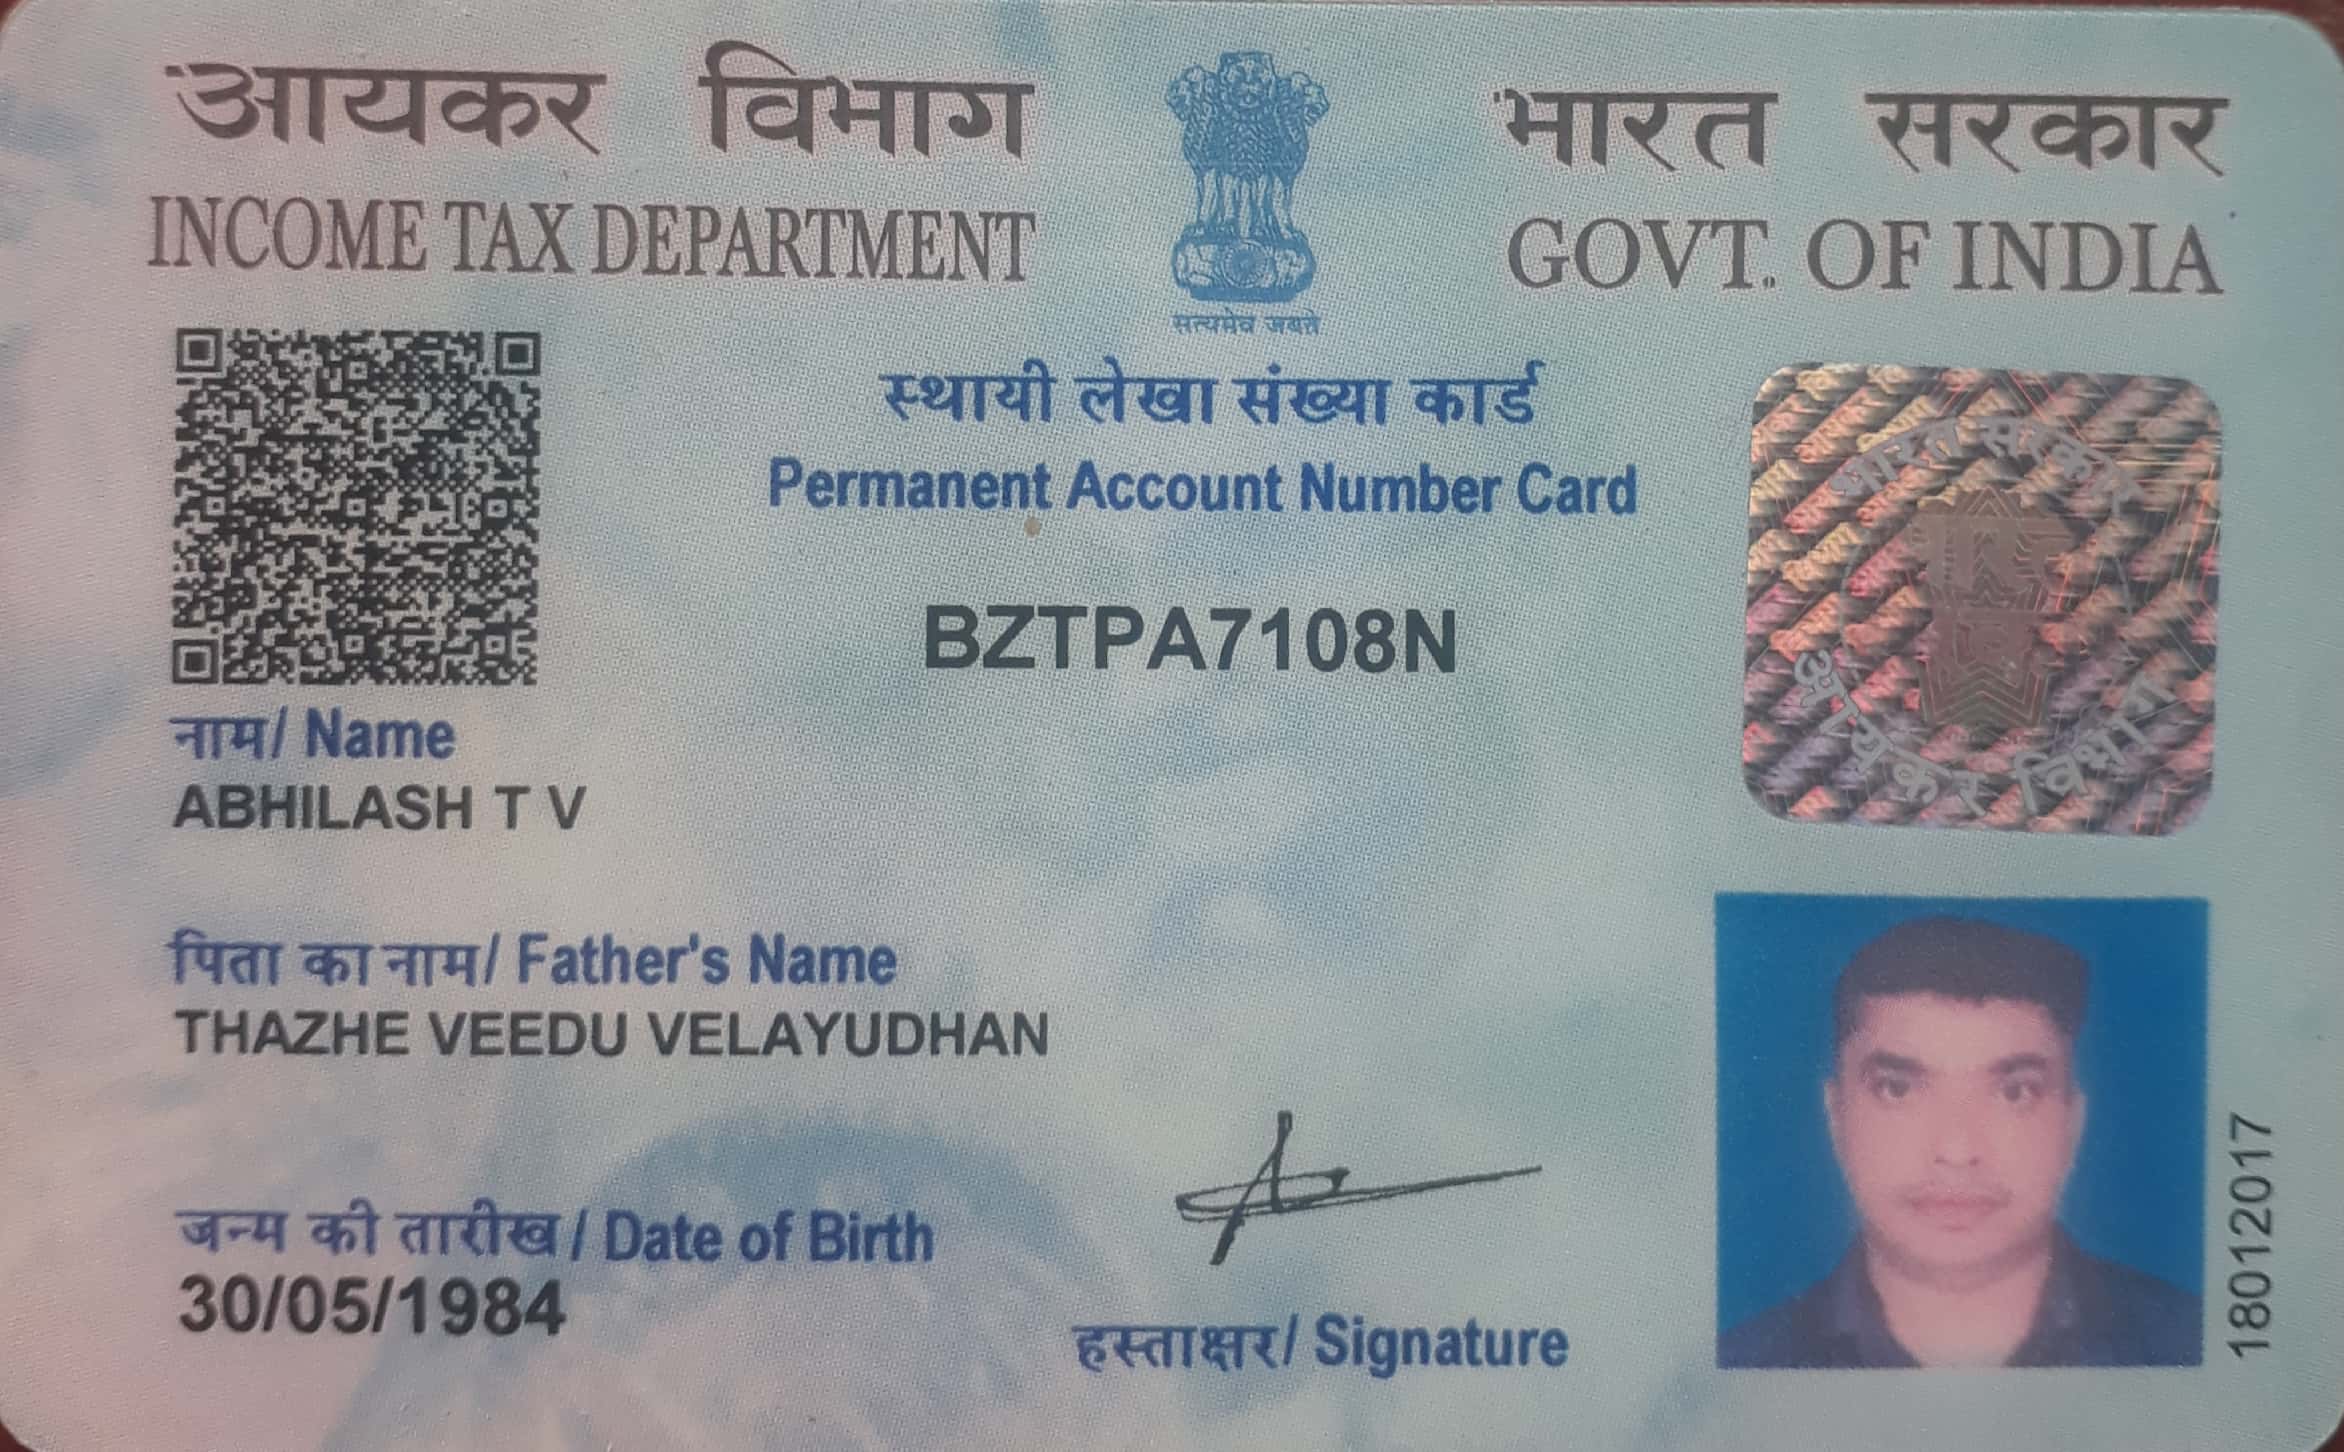 आयकर विभाग
INCOME TAX DEPARTMENT
सत्यमेव जयते
भारत सरकार
GOVT. OF INDIA
स्थायी लेखा संख्या कार्ड
Permanent Account Number Card
BZTPA7108N
भारत सरकार
आयकर विभाग
नाम/ Name
ABHILASH T V
पिता का नाम/ Father's Name
THAZHE VEEDU VELAYUDHAN
जन्म की तारीख/ Date of Birth
30/05/1984
हस्ताक्षर/ Signature
18012017